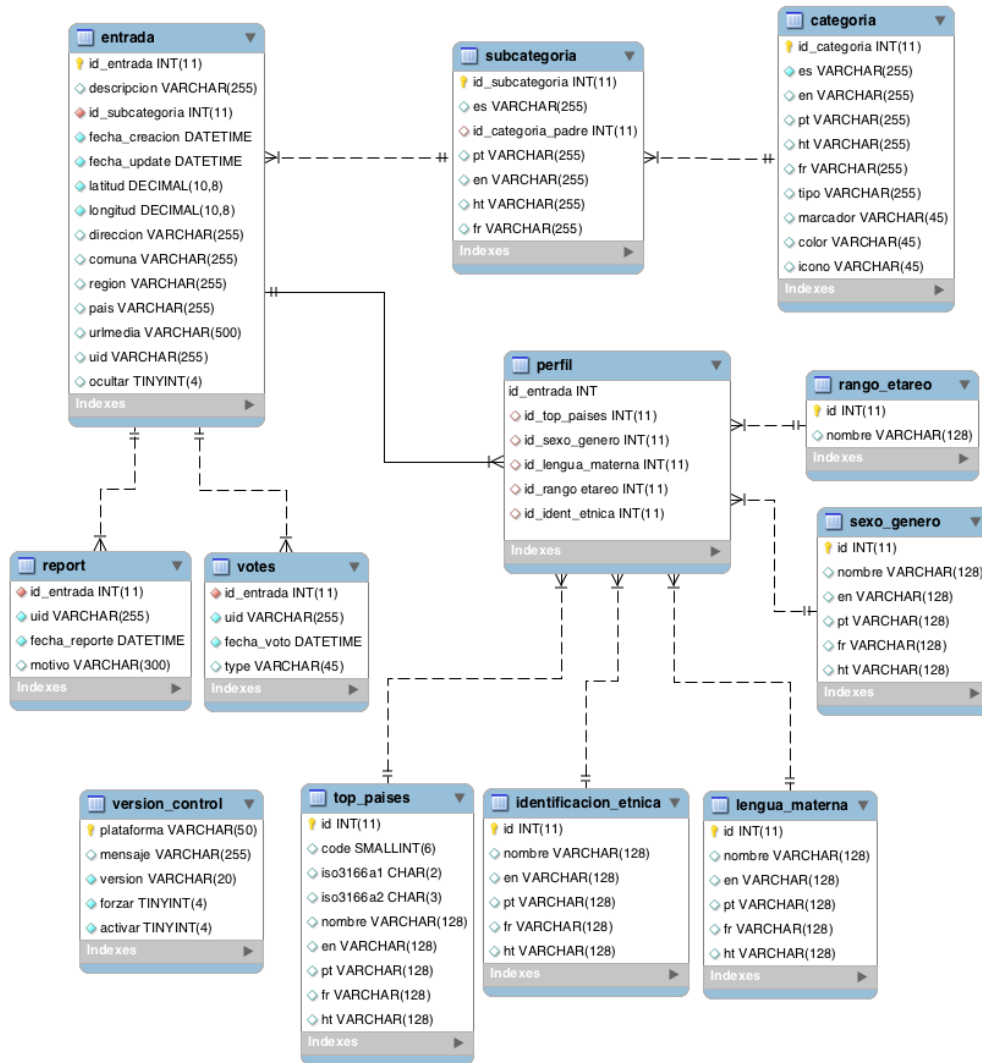 entrada
id_entrada INT(11)
descripcion VARCHAR(255)
id_subcategoria INT(11)
fecha_creacion DATETIME
fecha_update DATETIME
latitud DECIMAL(10,8)
longitud DECIMAL(10,8)
direccion VARCHAR(255)
comuna VARCHAR(255)
region VARCHAR(255)
pais VARCHAR(255)
urlmedia VARCHAR(500)
uid VARCHAR(255)
ocultar TINYINT(4)
Indexes
subcategoria
id_subcategoria INT(11)
es VARCHAR(255)
id_categoria_padre INT(11)
pt VARCHAR(255)
en VARCHAR(255)
ht VARCHAR(255)
fr VARCHAR(255)
Indexes
categoria
id_categoria INT(11)
es VARCHAR(255)
en VARCHAR(255)
pt VARCHAR(255)
ht VARCHAR(255)
fr VARCHAR(255)
tipo VARCHAR(255)
marcador VARCHAR(45)
color VARCHAR(45)
icono VARCHAR(45)
Indexes
perfil
id_entrada INT
id_top_paises INT(11)
id_sexo_genero INT(11)
id_lengua_materna INT(11)
id_rango etareo INT(11)
id_ident_etnica INT(11)
Indexes
rango_etareo
id INT(11)
nombre VARCHAR(128)
Indexes
sexo_genero
id INT(11)
nombre VARCHAR(128)
en VARCHAR(128)
pt VARCHAR(128)
fr VARCHAR(128)
ht VARCHAR(128)
Indexes
report
id_entrada INT(11)
uid VARCHAR(255)
fecha_reporte DATETIME
motivo VARCHAR(300)
Indexes
votes
id_entrada INT(11)
uid VARCHAR(255)
fecha_voto DATETIME
type VARCHAR(45)
Indexes
version_control
plataforma VARCHAR(50)
mensaje VARCHAR(255)
version VARCHAR(20)
forzar TINYINT(4)
activar TINYINT(4)
Indexes
top_paises
id INT(11)
code SMALLINT(6)
iso3166a1 CHAR(2)
iso3166a2 CHAR(3)
nombre VARCHAR(128)
en VARCHAR(128)
pt VARCHAR(128)
fr VARCHAR(128)
ht VARCHAR(128)
Indexes
identificacion_etnica
id INT(11)
nombre VARCHAR(128)
en VARCHAR(128)
pt VARCHAR(128)
fr VARCHAR(128)
ht VARCHAR(128)
Indexes
lengua_materna
id INT(11)
nombre VARCHAR(128)
en VARCHAR(128)
pt VARCHAR(128)
fr VARCHAR(128)
ht VARCHAR(128)
Indexes